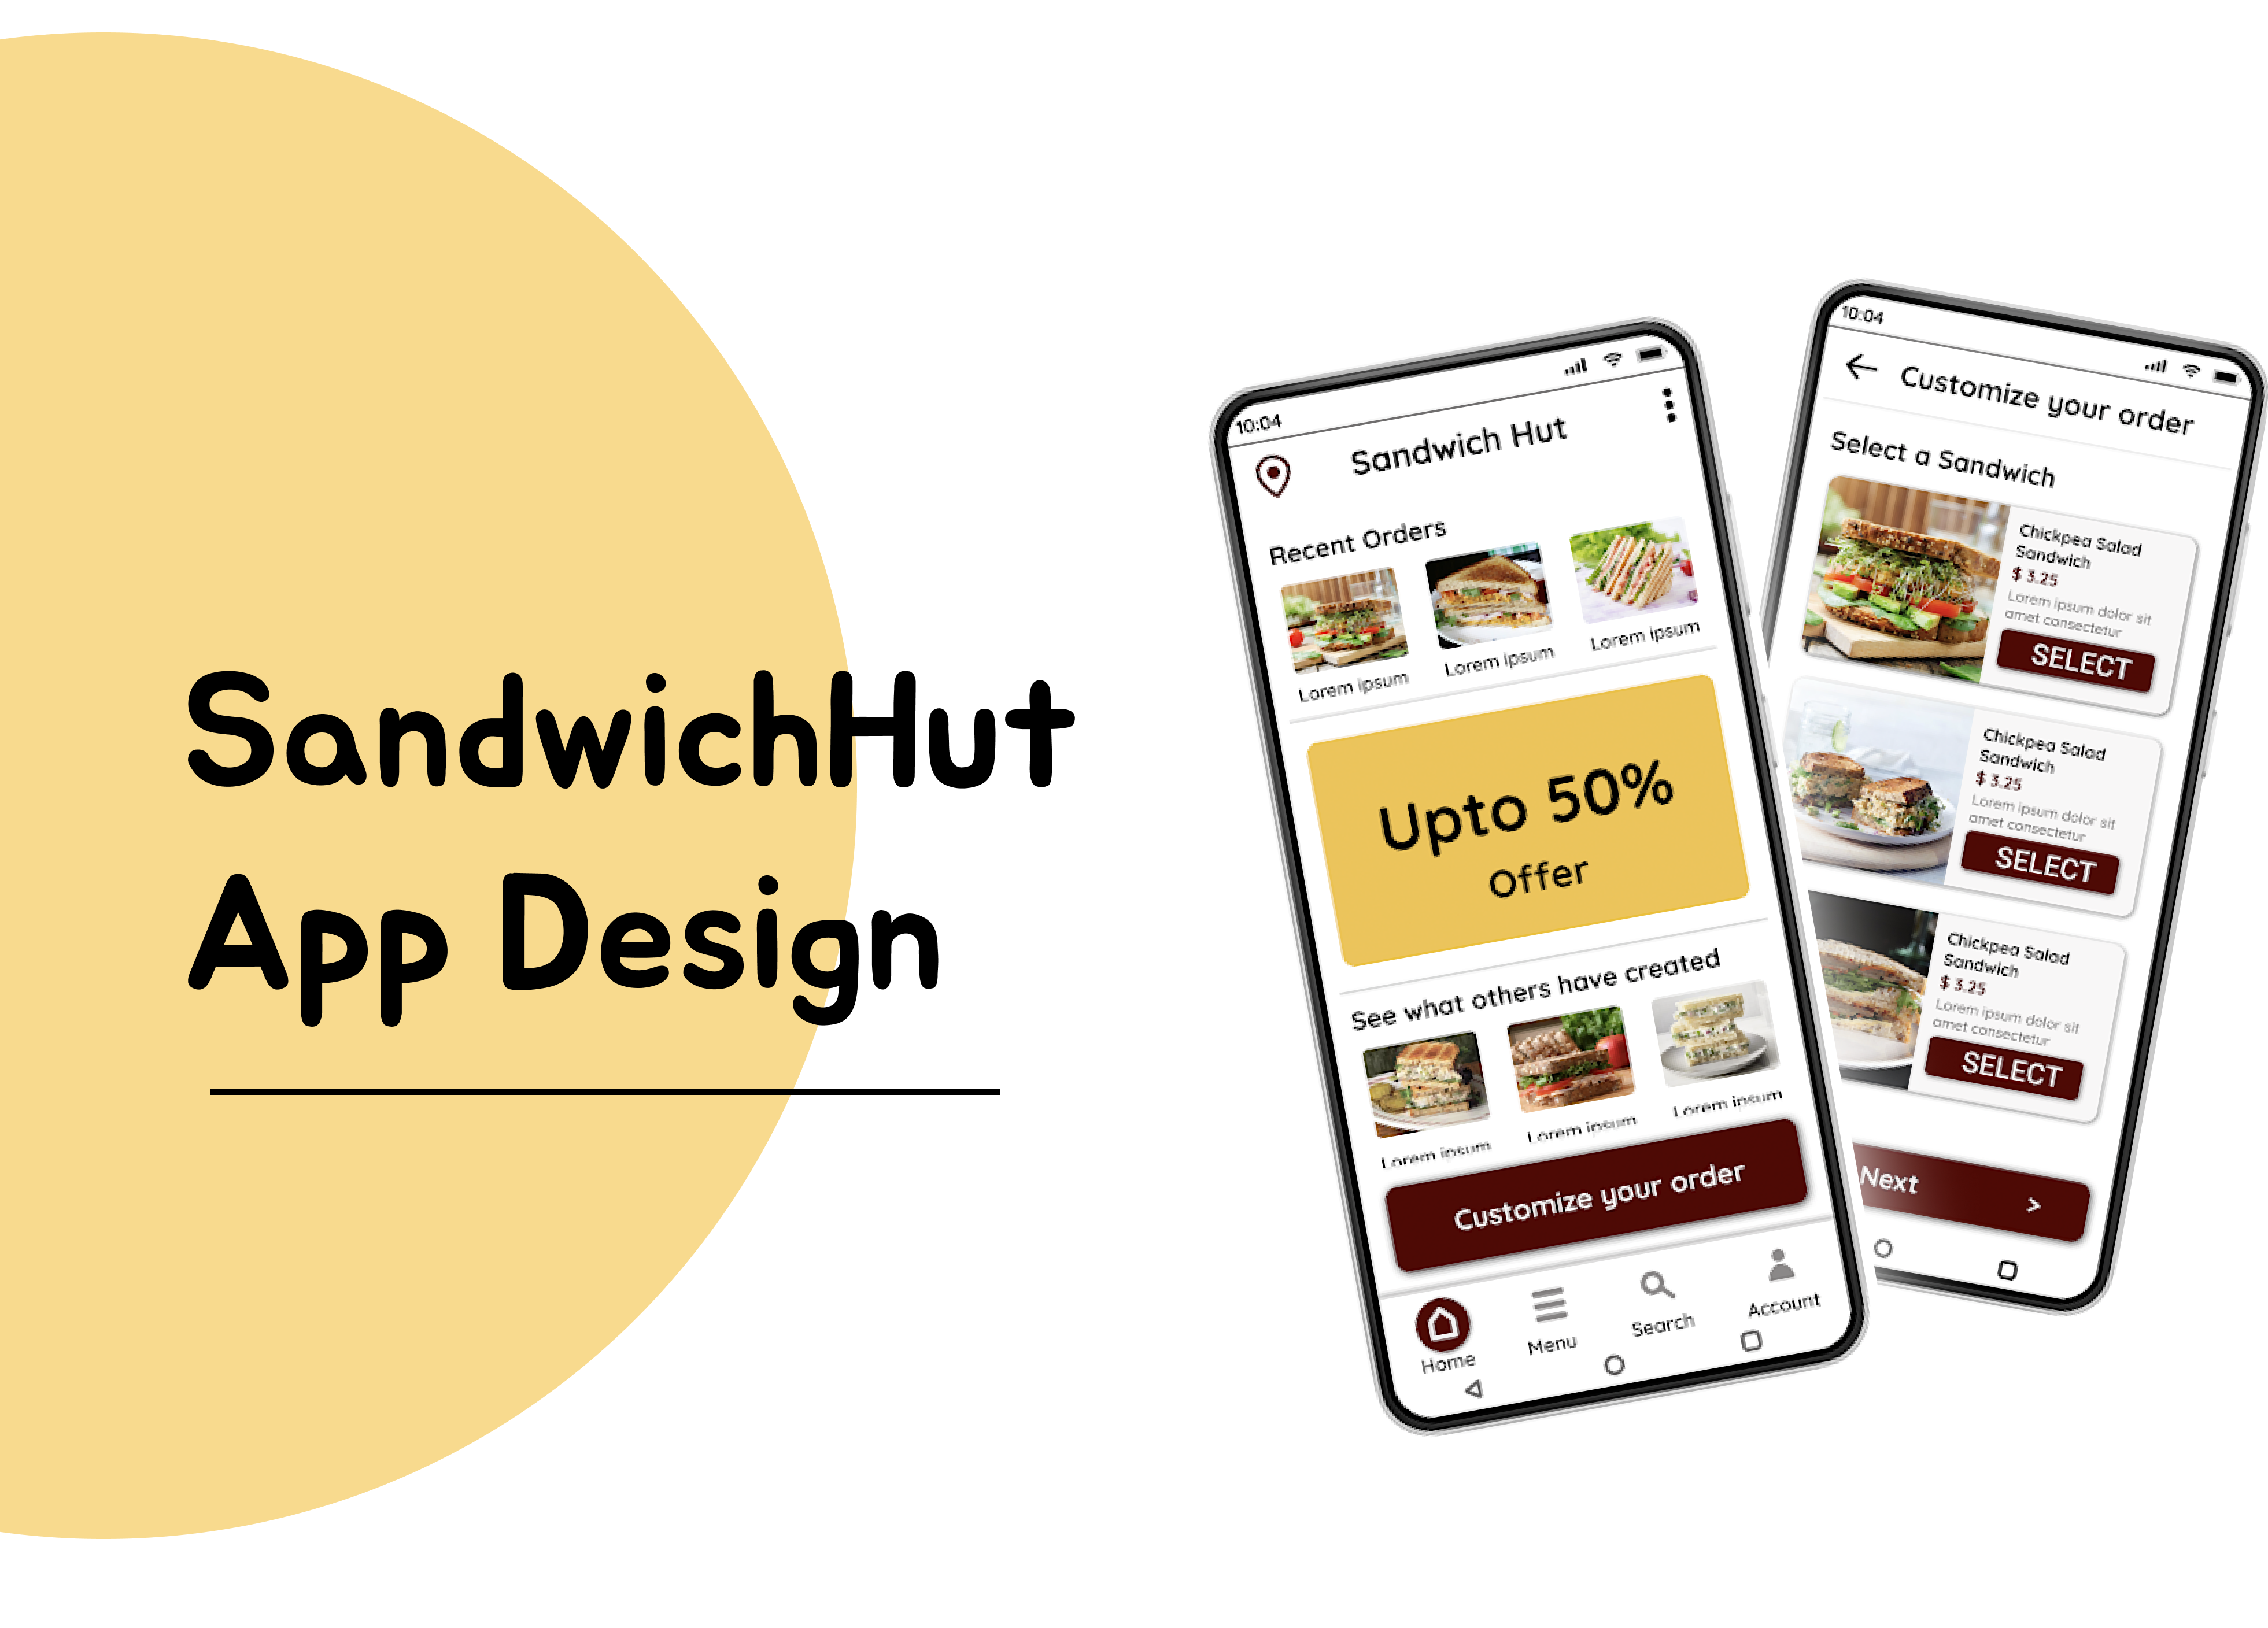 SandwichHut
App Design
10:04
Sandwich Hut
Recent Orders
Lorem ipsum
Lorem ipsum
Lorem ipsum
Upto 50%
Offer
See what others have created
Lorem ipsum
Lorem ipsum
Lorem ipsum
Customize your order
Home
Menu
Search
Account
10:04
Customize your order
Select a Sandwich
Chickpea Salad
Sandwich
$ 3.25
Lorem ipsum dolor sit
amet consectetur
SELECT
Chickpea Salad
Sandwich
$ 3.25
Lorem ipsum dolor sit
amet consectetur
SELECT
Chickpea Salad
Sandwich
$ 3.25
Lorem ipsum dolor sit
amet consectetur
SELECT
Next >